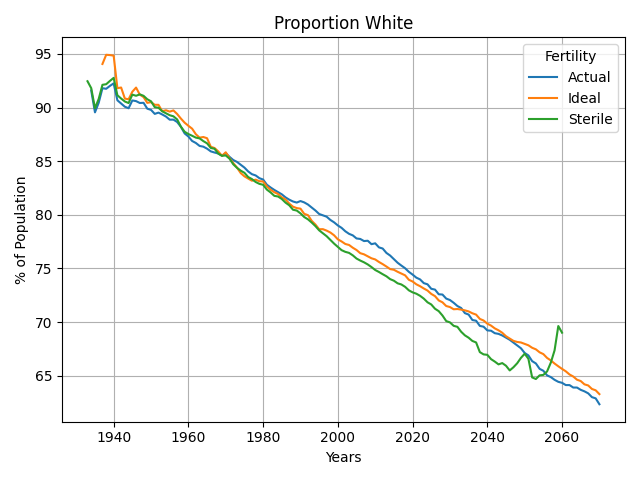 Proportion White
% of Population
95
90
85
80
75
70
65
Fertility
Actual
Ideal
Sterile
1940
1960
1980
2000
2020
2040
2060
Years